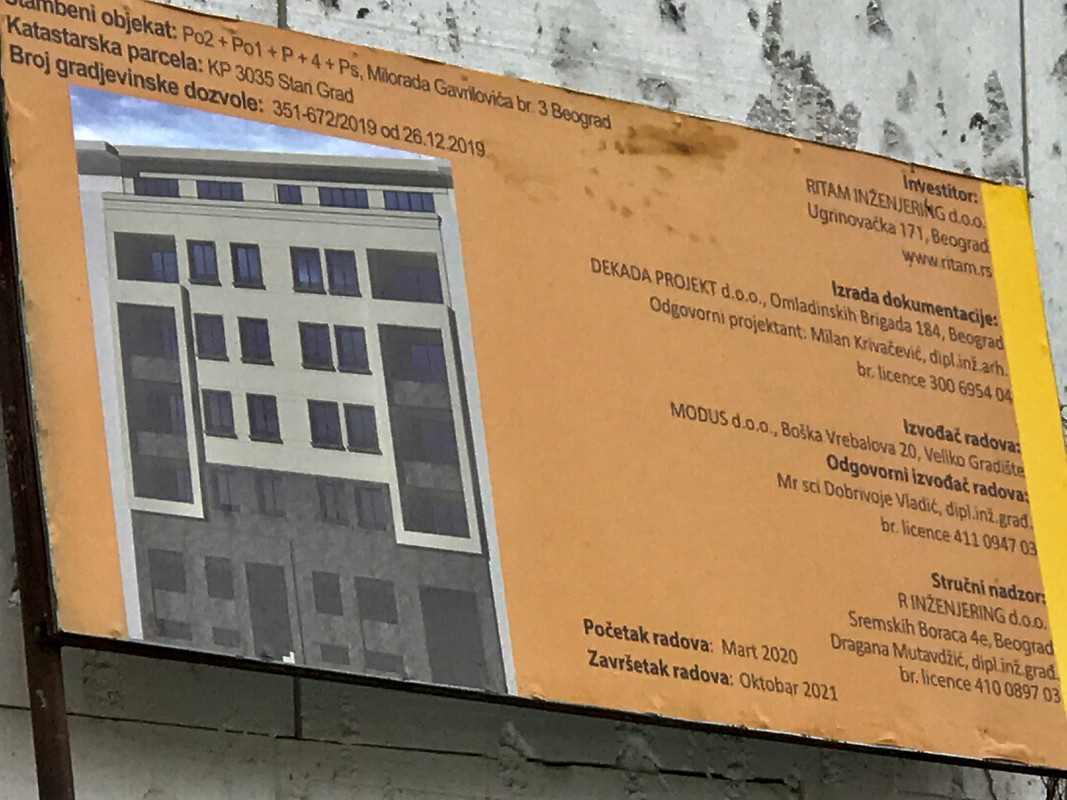 Stambeni objekat: Po2 + Po1 + P + 4 + Ps, Milorada Gavrilovića br. 3 Beograd
Katastarska parcela: KP 3035 Stari Grad
Broj gradjevinske dozvole: 351-672/2019 od 26.12.2019
Investitor:
RITAM INŽENJERING d.o.o.
Ugrinovačka 171, Beograd
www.ritam.rs
Izrada dokumentacije:
DEKADA PROJEKT d.o.o., Omladinskih Brigada 184, Beograd
Odgovorni projektant: Milan Krivačević, dipl.inž.arh.
br. licence 300 6954 04
Izvođač radova:
MODUS d.o.o., Boška Vrebalova 20, Veliko Gradište
Odgovorni izvođač radova:
Mr sci Dobrivoje Vladić, dipl.inž.građ.
br. licence 411 0947 03
Stručni nadzor:
R INŽENJERING d.o.o.
Sremskih Boraca 4e, Beograd
Dragana Mutavdžić, dipl.inž.građ.
br. licence 410 0897 03
Početak radova: Mart 2020
Završetak radova: Oktobar 2021